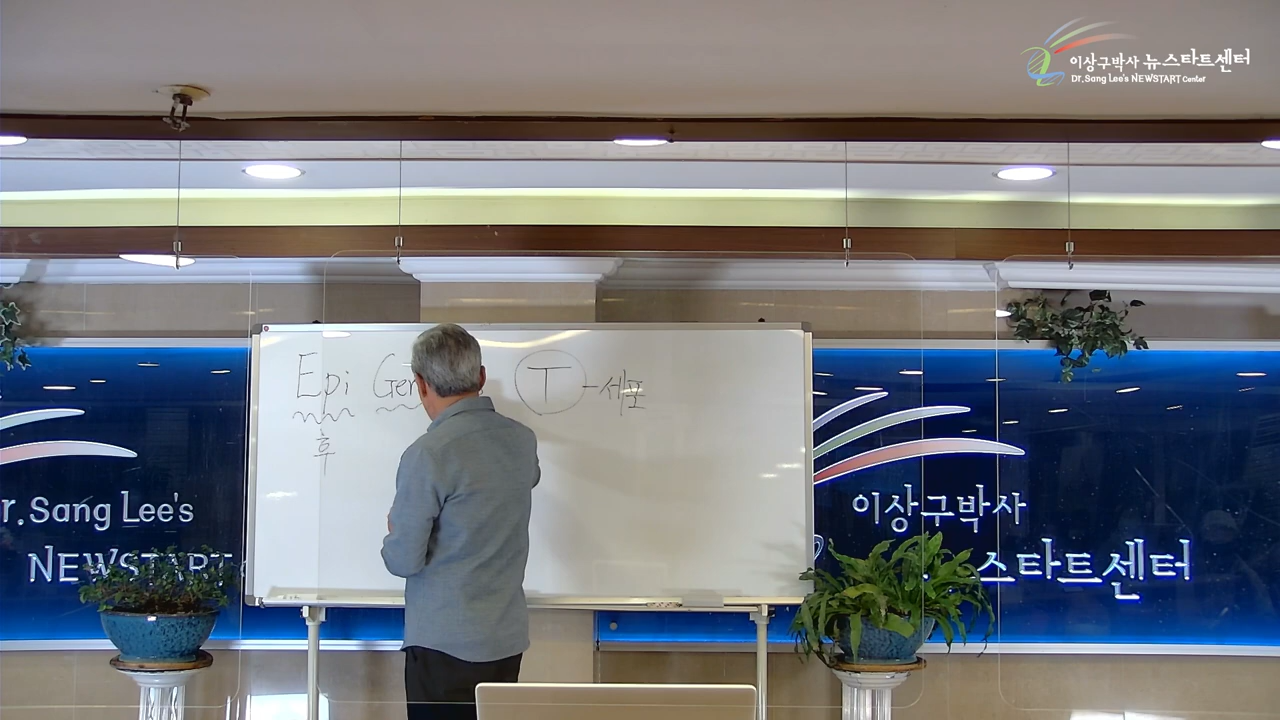 이상구박사 뉴스타트센터
Dr. Sang Lee's NEWSTART Center
Epi Gen T-세포
후
r. Sang Lee's
NEWSTART
이상구박사
스타트센터